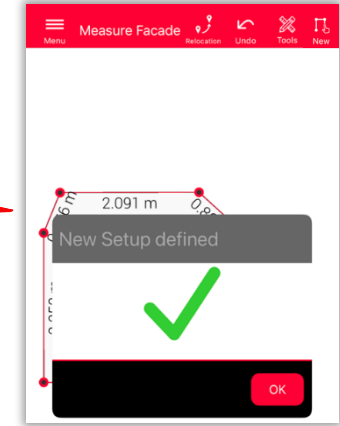 Measure Facade
Menu
Relocation
Undo
Tools
New
2.091 m
New Setup defined
OK